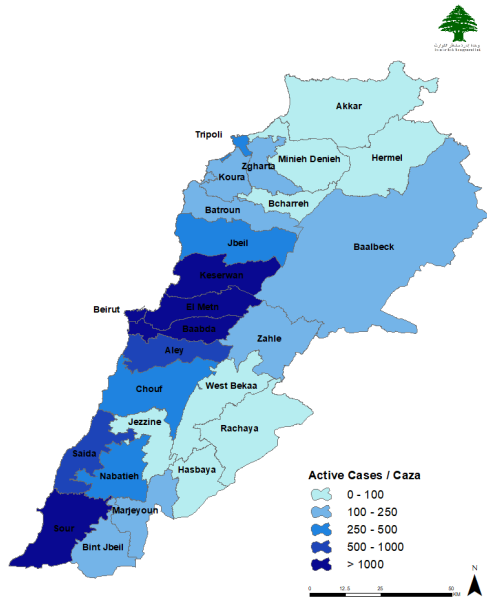 Akkar
Tripoli
Minieh Denieh
Hermel
Zgharta
Koura
Bcharreh
Batroun
Jbeil
Baalbeck
Keserwan
El Metn
Beirut
Baabda
Zahle
Aley
West Bekaa
Chouf
Jezzine
Rachaya
Saida
Hasbaya
Nabatieh
Marjeyoun
Sour
Bint Jbeil
Active Cases / Caza
0 - 100
100 - 250
250 - 500
500 - 1000
> 1000
N
0 12.5 25 50
KM